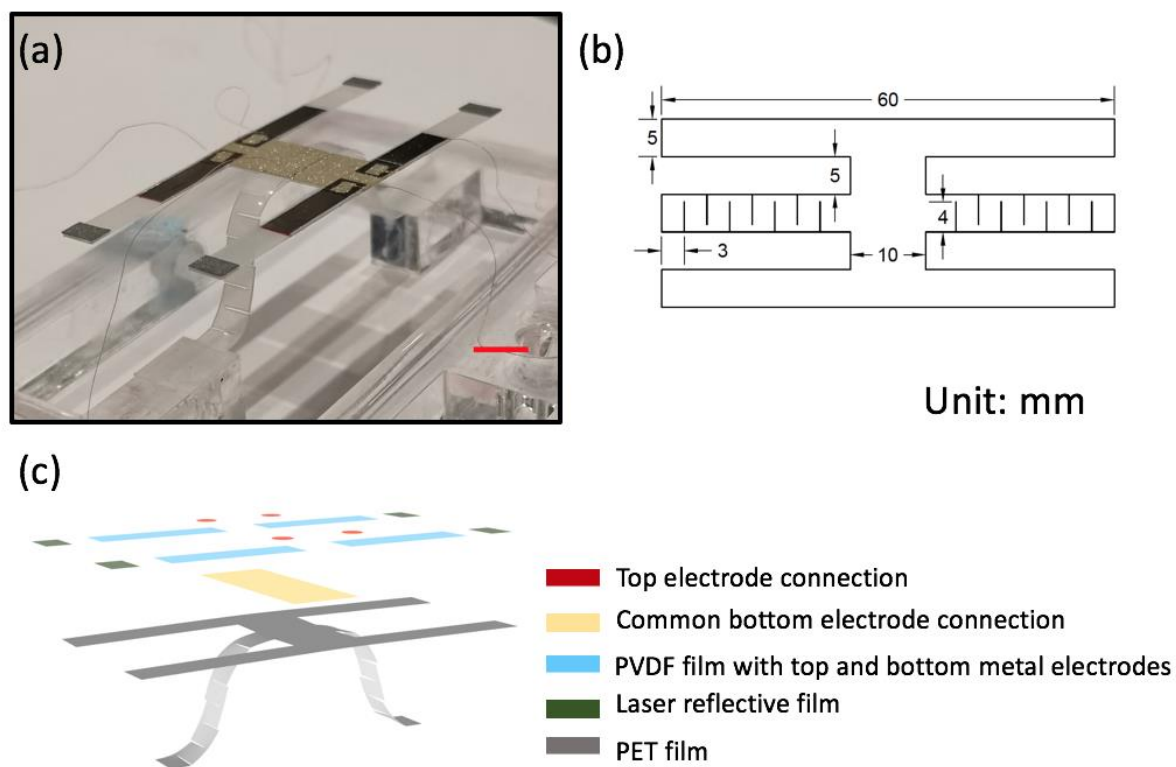 (a)
(b)
60
5
5
4
3
10
Unit: mm
(c)
Top electrode connection
Common bottom electrode connection
PVDF film with top and bottom metal electrodes
Laser reflective film
PET film